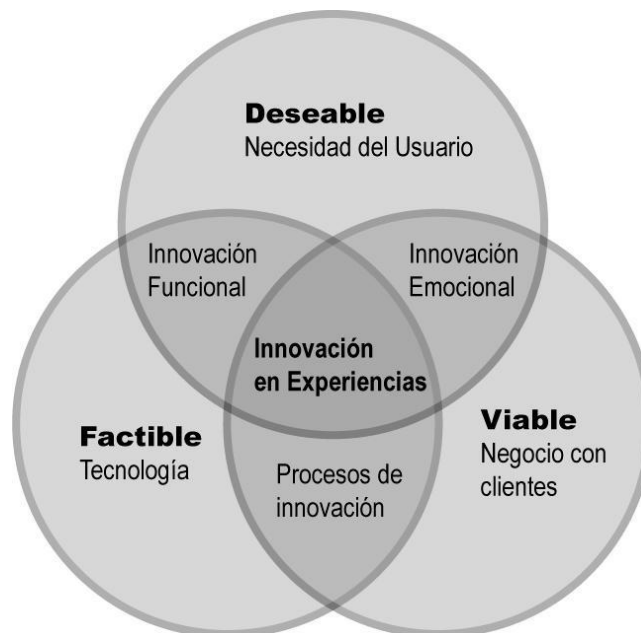 Deseable
Necesidad del Usuario
Innovación
Funcional
Innovación
Emocional
Innovación
en Experiencias
Factible
Tecnología
Viable
Negocio con
clientes
Procesos de
innovación